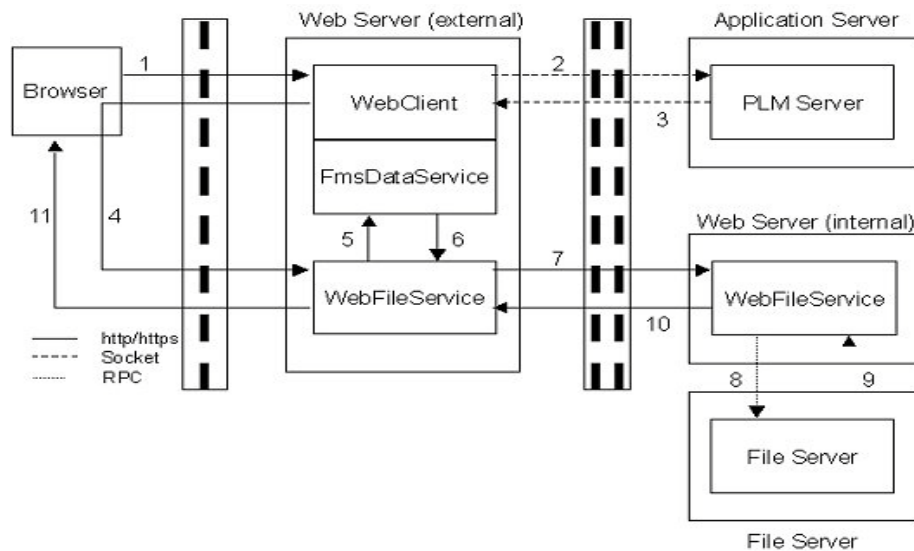 Web Server (external)
Application Server
1
2
Browser
WebClient
PLM Server
3
FmsDataService
11
4
5
6
Web Server (internal)
7
WebFileService
WebFileService
10
http/https
Socket
RPC
8
9
File Server
File Server